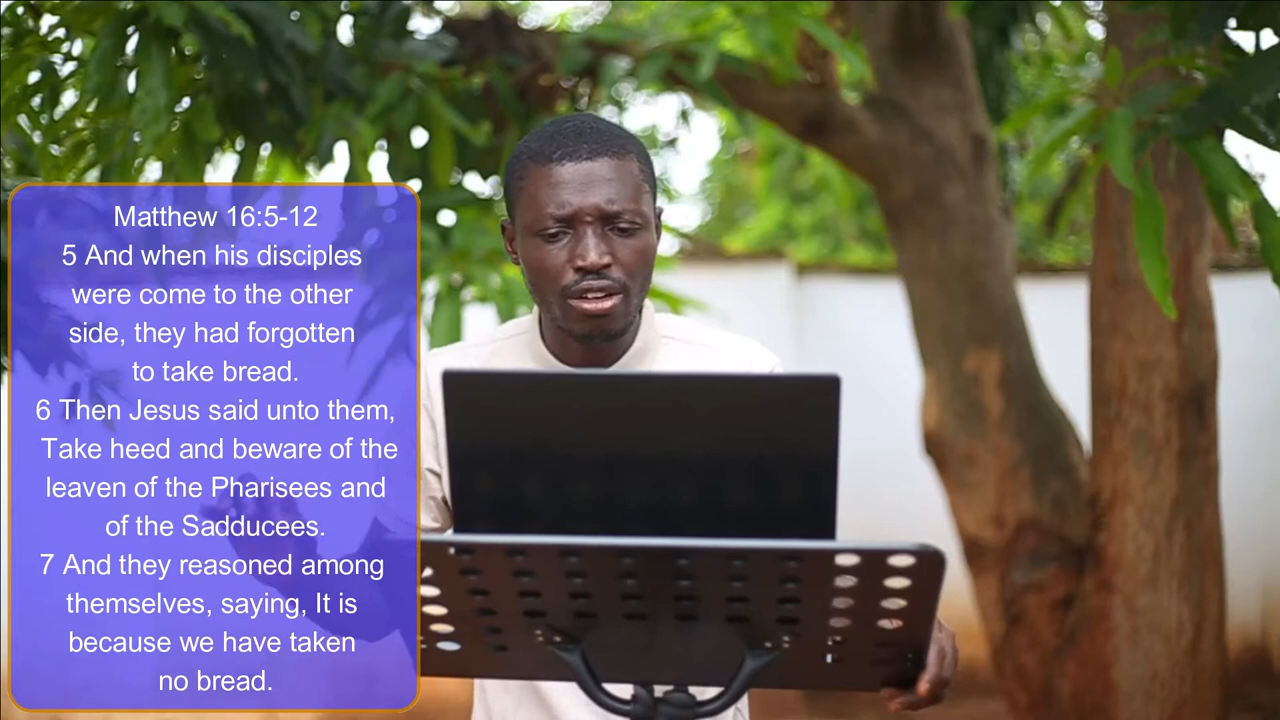 Matthew 16:5-12
5 And when his disciples
were come to the other
side, they had forgotten
to take bread.
6 Then Jesus said unto them,
Take heed and beware of the
leaven of the Pharisees and
of the Sadducees.
7 And they reasoned among
themselves, saying, It is
because we have taken
no bread.